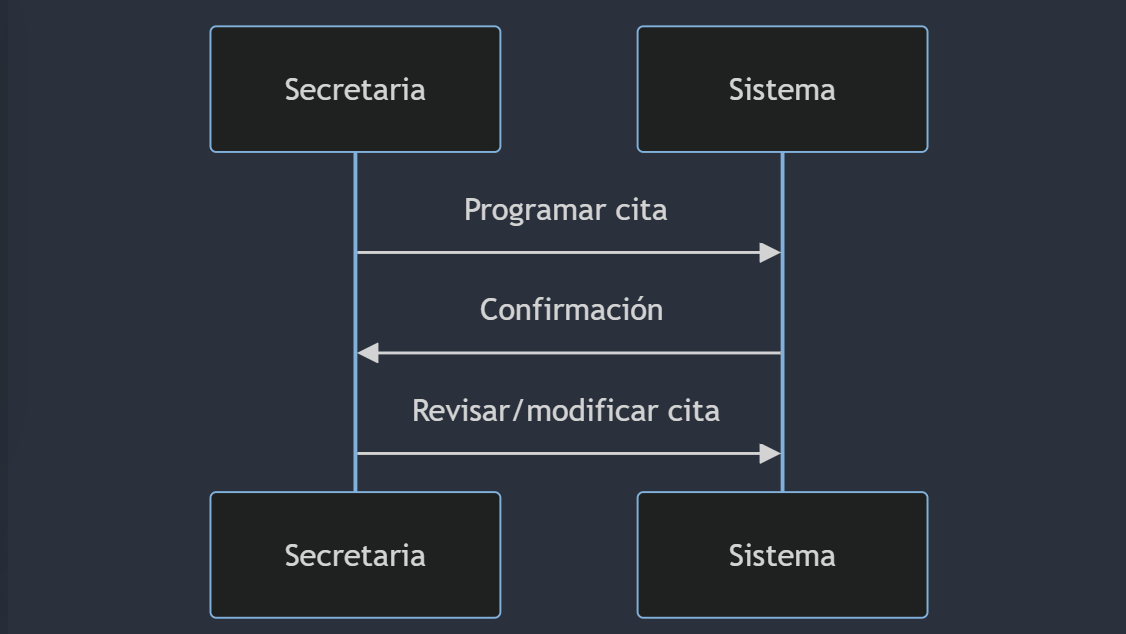 Secretaria
Sistema
Programar cita
Confirmación
Revisar/modificar cita
Secretaria
Sistema